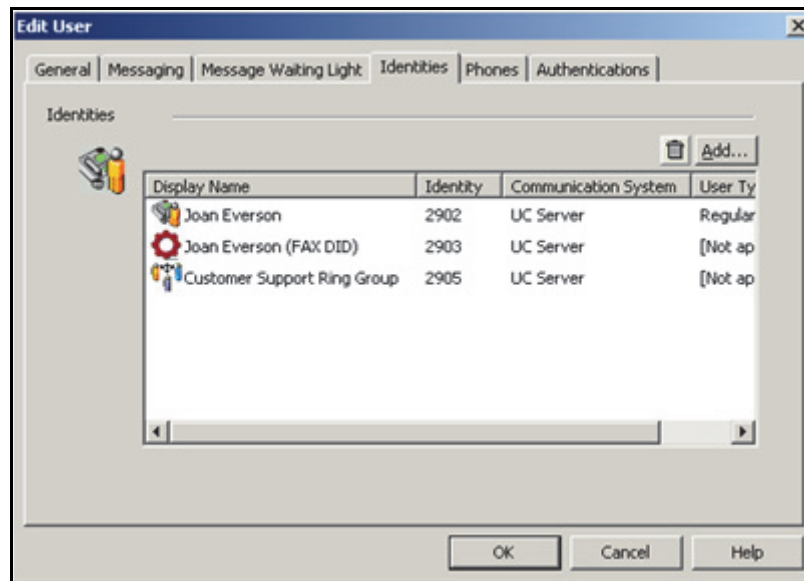 Edit User
General Messaging Message Waiting Light Identities Phones Authentications
Identities
Add...
Display Name Identity Communication System User Ty
Joan Everson 2902 UC Server Regular
Joan Everson (FAX DID) 2903 UC Server [Not ap
Customer Support Ring Group 2905 UC Server [Not ap
OK Cancel Help